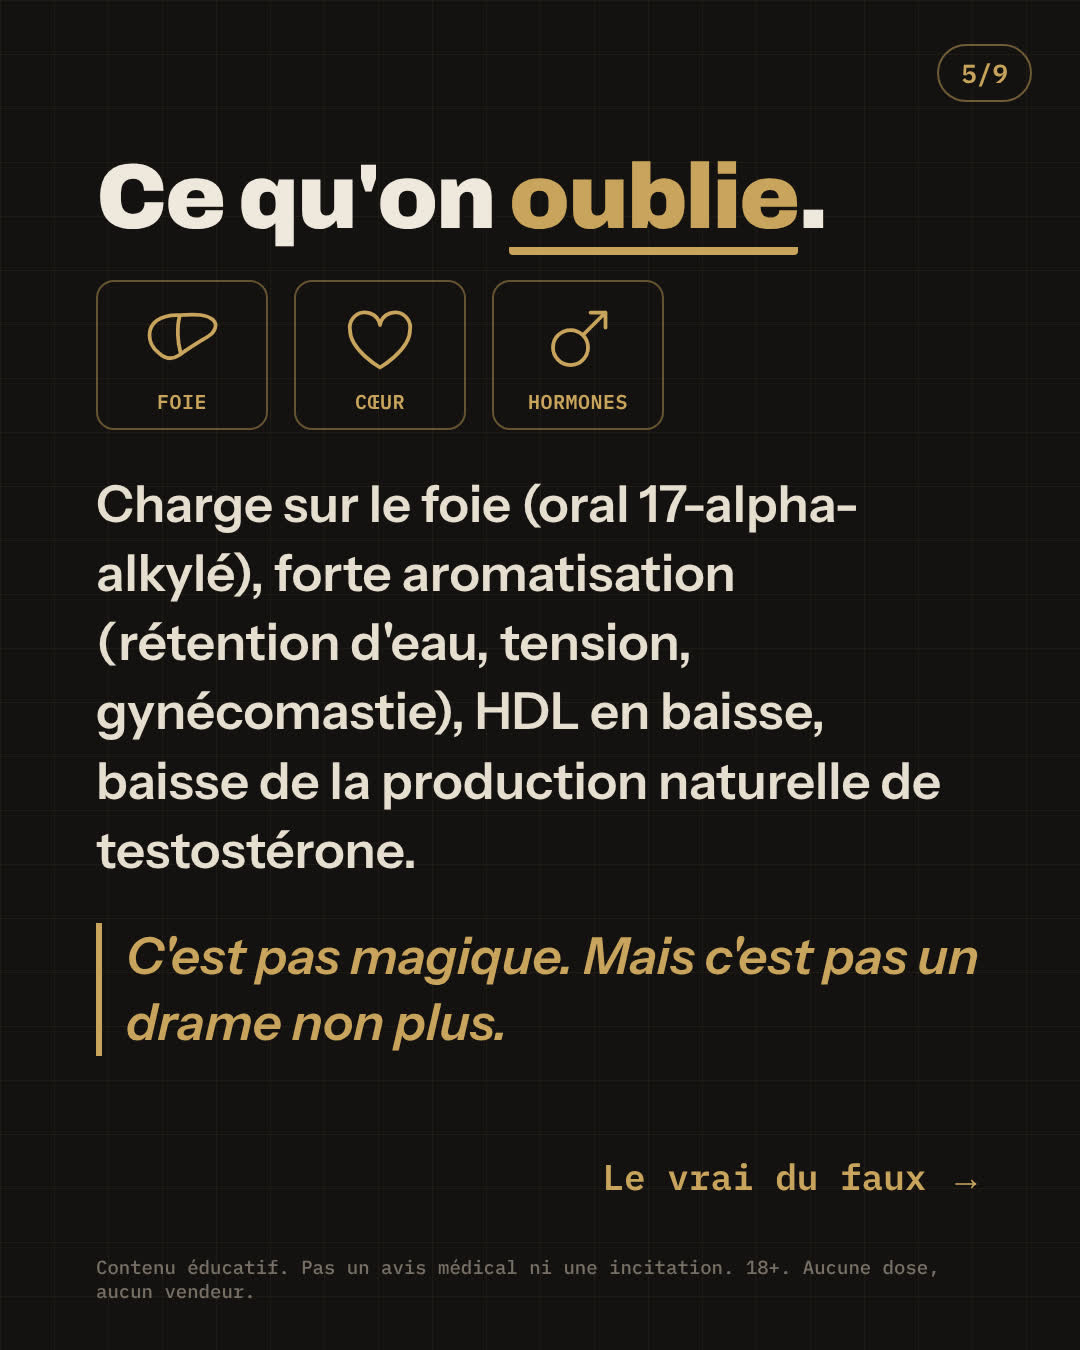 5/9
Ce qu'on oublie.
FOIE
CŒUR
HORMONES
Charge sur le foie (oral 17-alpha-
alkylé), forte aromatisation
(rétention d'eau, tension,
gynécomastie), HDL en baisse,
baisse de la production naturelle de
testostérone.
C'est pas magique. Mais c'est pas un
drame non plus.
Le vrai du faux →
Contenu éducatif. Pas un avis médical ni une incitation. 18+. Aucune dose,
aucun vendeur.